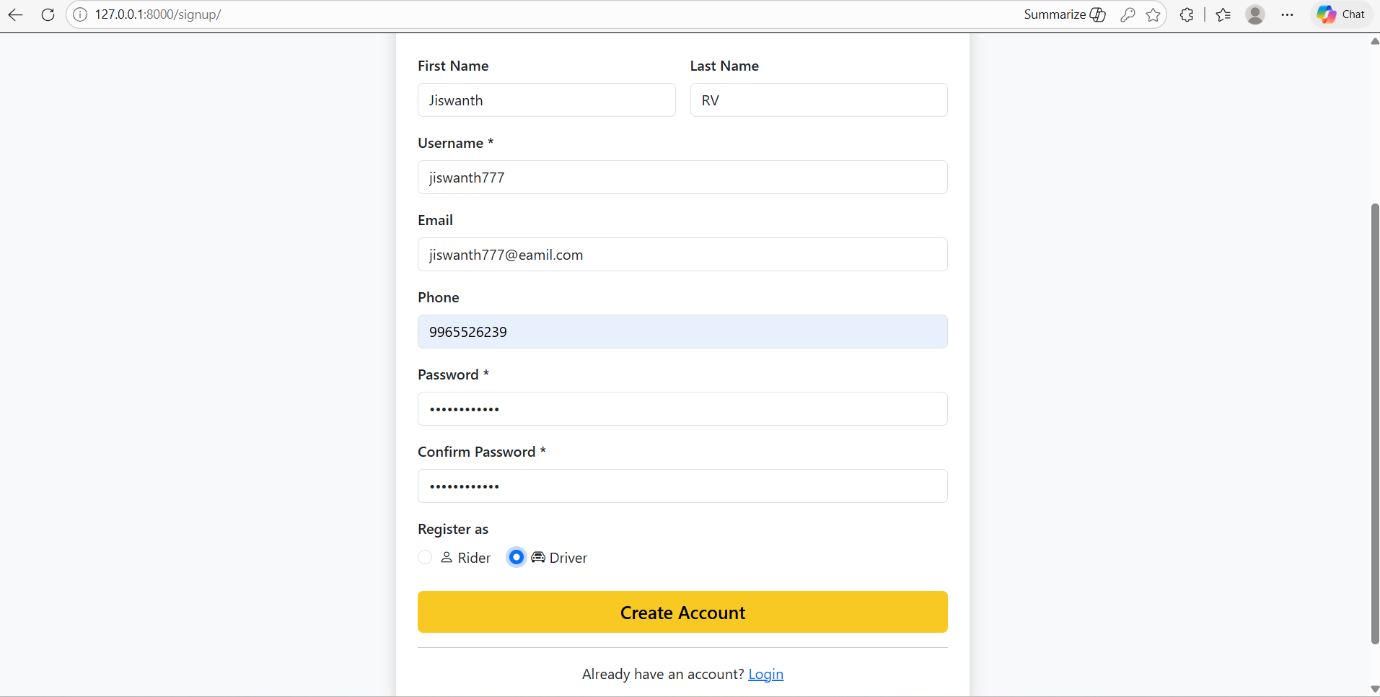 127.0.0.1:8000/signup/ Summarize Chat
First Name Last Name
Jiswanth RV
Username *
jiswanth777
Email
jiswanth777@eamil.com
Phone
9965526239
Password *
••••••••••••
Confirm Password *
••••••••••••
Register as
Rider Driver
Create Account
Already have an account? Login